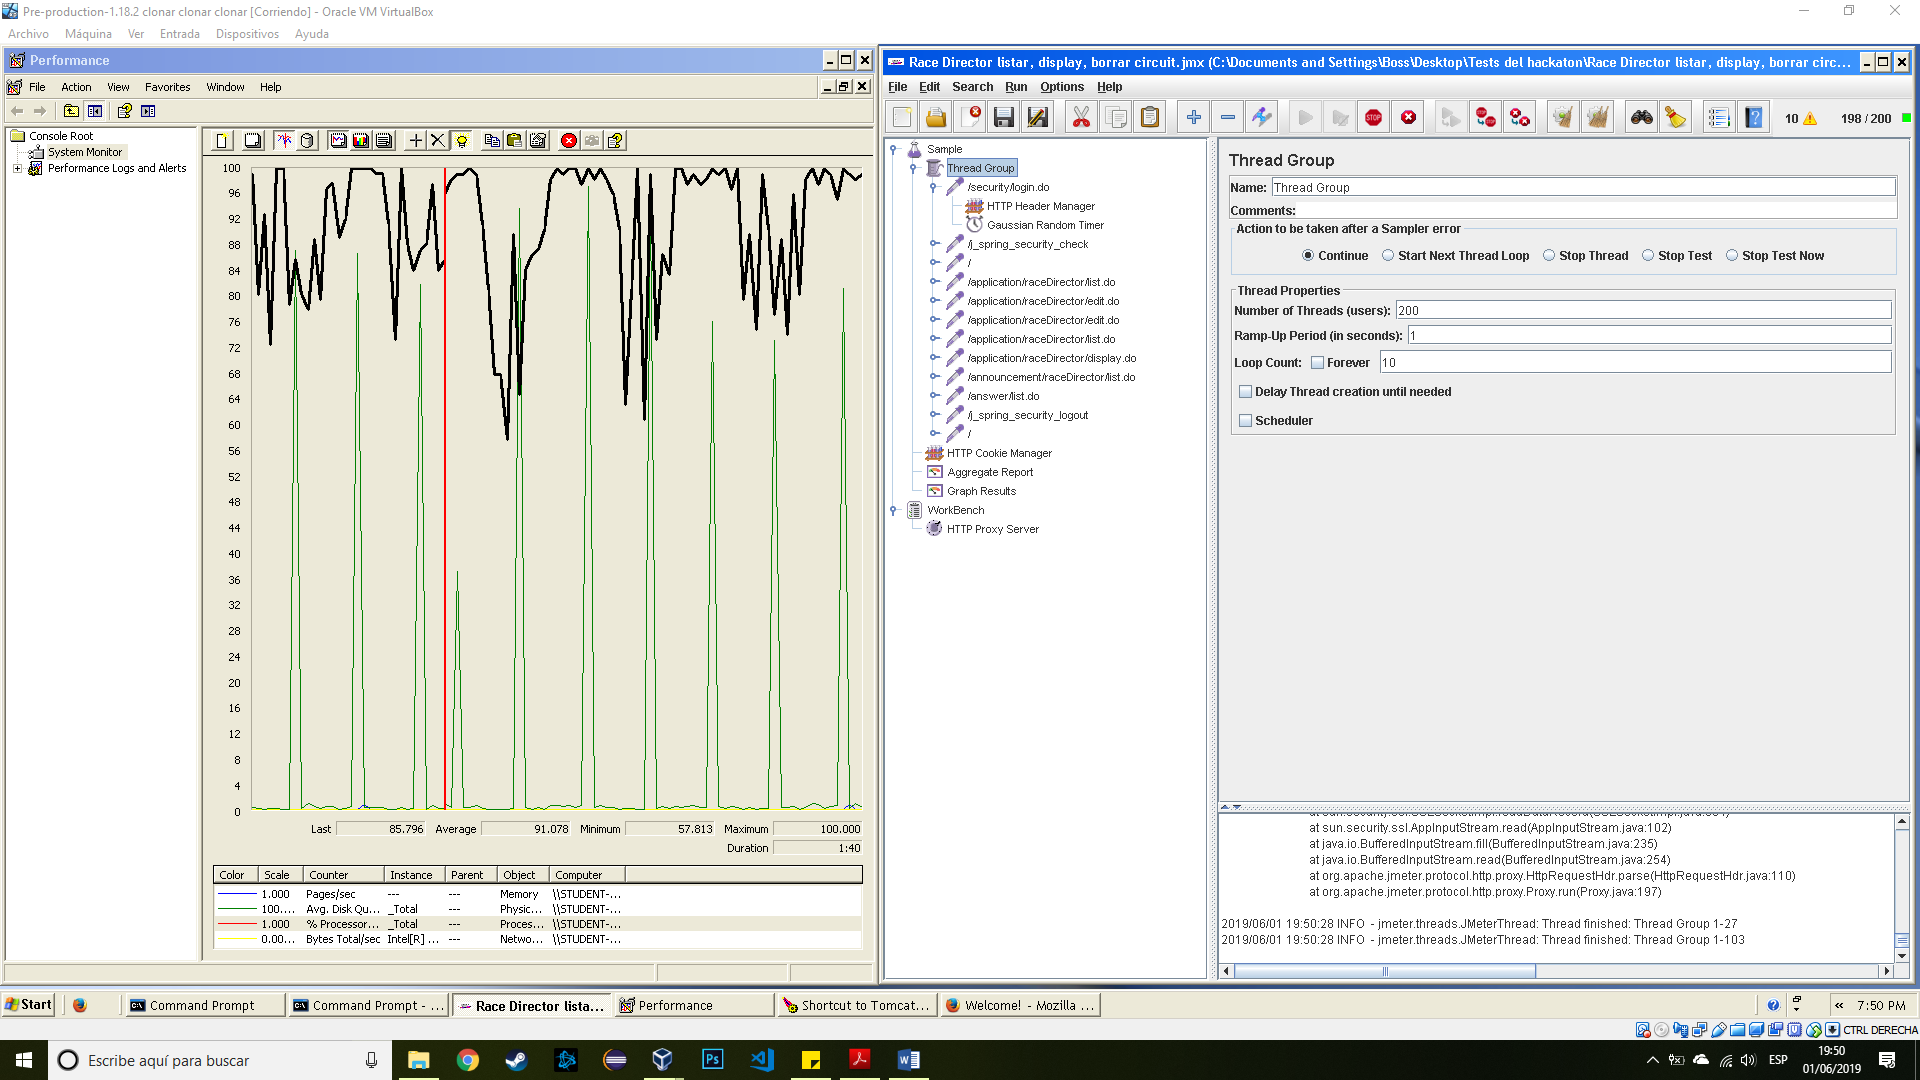 Pre-production-1.18.2 clonar clonar clonar [Corriendo] - Oracle VM VirtualBox
Archivo Máquina Ver Entrada Dispositivos Ayuda
Performance
File Action View Favorites Window Help
Console Root
System Monitor
Performance Logs and Alerts
100
96
92
88
84
80
76
72
68
64
60
56
52
48
44
40
36
32
28
24
20
16
12
8
4
0
Last 85.796 Average 91.078 Minimum 57.813 Maximum 100.000
Duration 1:40
Color Scale Counter Instance Parent Object Computer
1.000 Pages/sec --- --- Memory \\STUDENT-...
100.... Avg. Disk Qu... _Total --- Physic... \\STUDENT-...
1.000 % Processor... _Total --- Proces... \\STUDENT-...
0.00... Bytes Total/sec Intel[R] ... --- Netwo... \\STUDENT-...
Race Director listar, display, borrar circuit.jmx (C:\Documents and Settings\Boss\Desktop\Tests del hackaton\Race Director listar, display, borrar circ...
File Edit Search Run Options Help
STOP
10 198 / 200
Sample
Thread Group
/security/login.do
HTTP Header Manager
Gaussian Random Timer
/j_spring_security_check
/
/application/raceDirector/list.do
/application/raceDirector/edit.do
/application/raceDirector/edit.do
/application/raceDirector/list.do
/application/raceDirector/display.do
/announcement/raceDirector/list.do
/answer/list.do
/j_spring_security_logout
/
HTTP Cookie Manager
Aggregate Report
Graph Results
WorkBench
HTTP Proxy Server
Thread Group
Name: Thread Group
Comments:
Action to be taken after a Sampler error
Continue Start Next Thread Loop Stop Thread Stop Test Stop Test Now
Thread Properties
Number of Threads (users): 200
Ramp-Up Period (in seconds): 1
Loop Count: Forever 10
Delay Thread creation until needed
Scheduler
at sun.security.ssl.AppInputStream.read(AppInputStream.java:102)
at java.io.BufferedInputStream.fill(BufferedInputStream.java:235)
at java.io.BufferedInputStream.read(BufferedInputStream.java:254)
at org.apache.jmeter.protocol.http.proxy.HttpRequestHdr.parse(HttpRequestHdr.java:110)
at org.apache.jmeter.protocol.http.proxy.Proxy.run(Proxy.java:197)
2019/06/01 19:50:28 INFO - jmeter.threads.JMeterThread: Thread finished: Thread Group 1-27
2019/06/01 19:50:28 INFO - jmeter.threads.JMeterThread: Thread finished: Thread Group 1-103
Start Command Prompt Command Prompt - ... Race Director lista... Performance Shortcut to Tomcat... Welcome! - Mozilla ... « 7:50 PM
CTRL DERECHA
Escribe aquí para buscar
Ps
ESP
19:50
01/06/2019